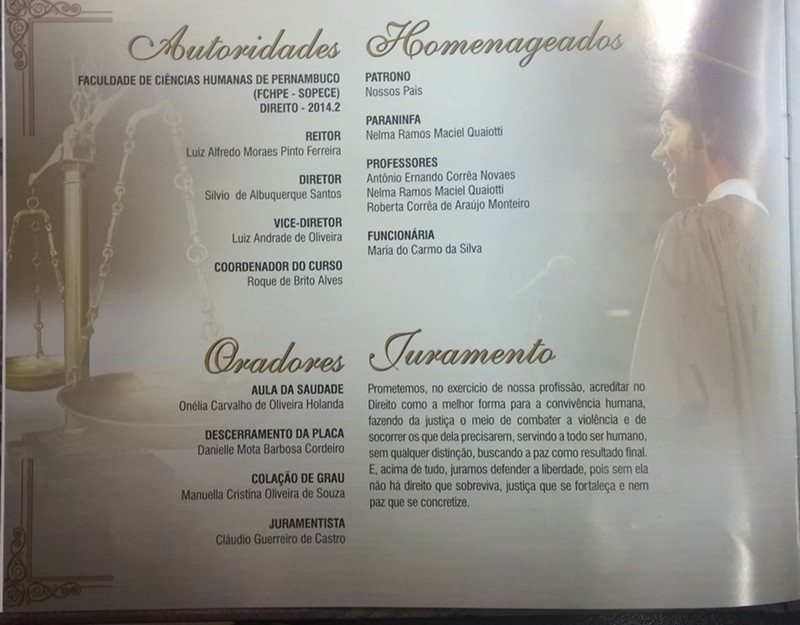 Autoridades
FACULDADE DE CIÊNCIAS HUMANAS DE PERNAMBUCO
(FCHPE - SOPECE)
DIREITO - 2014.2
REITOR
Luiz Alfredo Moraes Pinto Ferreira
DIRETOR
Silvio de Albuquerque Santos
VICE-DIRETOR
Luiz Andrade de Oliveira
COORDENADOR DO CURSO
Roque de Brito Alves
Homenageados
PATRONO
Nossos Pais
PARANINFA
Nelma Ramos Maciel Quaiotti
PROFESSORES
Antônio Ernando Corrêa Novaes
Nelma Ramos Maciel Quaiotti
Roberta Corrêa de Araújo Monteiro
FUNCIONÁRIA
Maria do Carmo da Silva
Oradores
AULA DA SAUDADE
Onélia Carvalho de Oliveira Holanda
DESCERRAMENTO DA PLACA
Danielle Mota Barbosa Cordeiro
COLAÇÃO DE GRAU
Manuella Cristina Oliveira de Souza
JURAMENTISTA
Cláudio Guerreiro de Castro
Juramento
Prometemos, no exercicio de nossa profissão, acreditar no
Direito como a melhor forma para a convivência humana,
fazendo da justiça o meio de combater a violência e de
socorrer os que dela precisarem, servindo a todo ser humano,
sem qualquer distinção, buscando a paz como resultado final.
E, acima de tudo, juramos defender a liberdade, pois sem ela
não há direito que sobreviva, justiça que se fortaleça e nem
paz que se concretize.